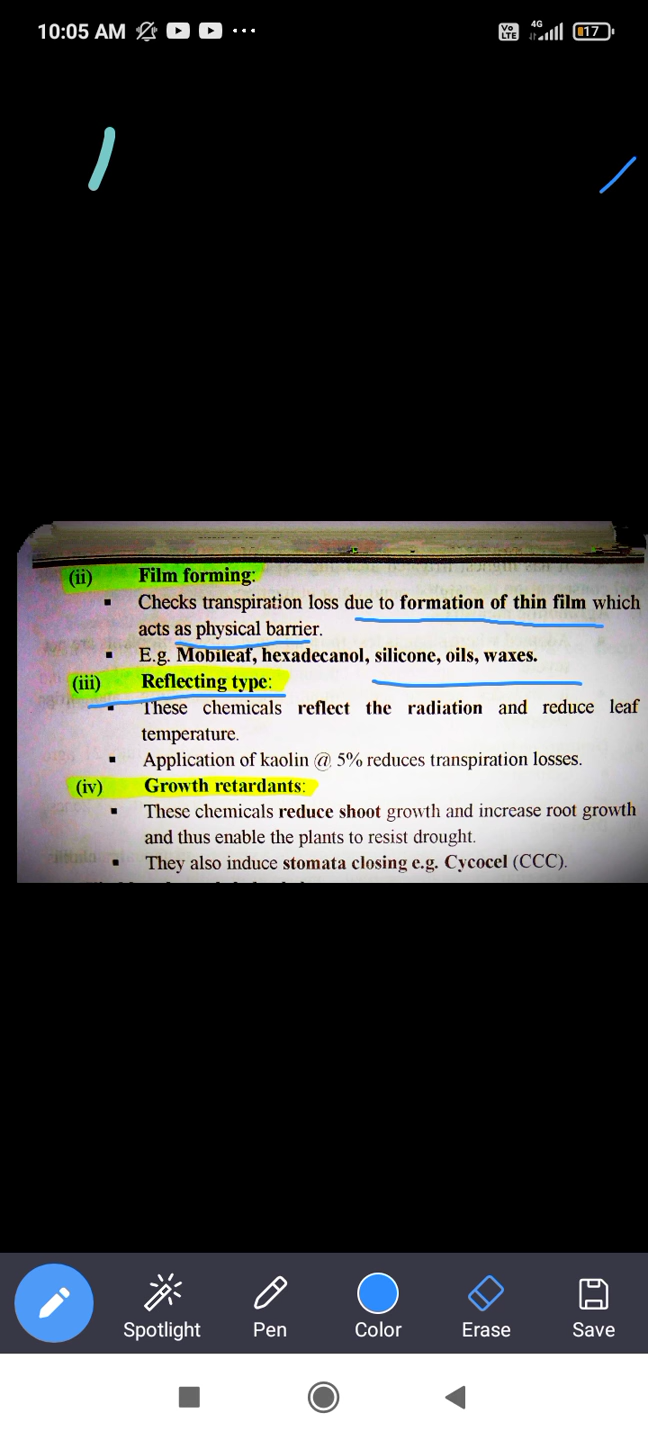 10:05 AM
VoLTE 4G 17
(ii) Film forming:
▪ Checks transpiration loss due to formation of thin film which
acts as physical barrier.
▪ E.g. Mobileaf, hexadecanol, silicone, oils, waxes.
(iii) Reflecting type:
▪ These chemicals reflect the radiation and reduce leaf
temperature.
▪ Application of kaolin @ 5% reduces transpiration losses.
(iv) Growth retardants:
▪ These chemicals reduce shoot growth and increase root growth
and thus enable the plants to resist drought.
▪ They also induce stomata closing e.g. Cycocel (CCC).
Spotlight Pen Color Erase Save